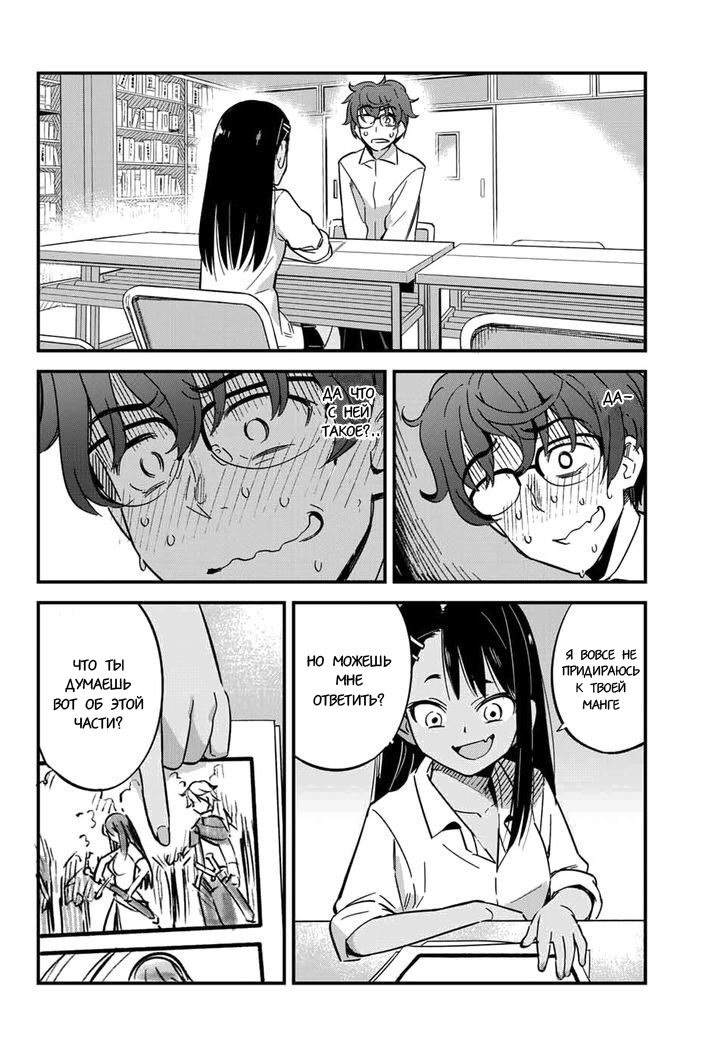 ДА-
ДА ЧТО
С НЕЙ
ТАКОЕ?..
Я ВОВСЕ НЕ
ПРИДИРАЮСЬ
К ТВОЕЙ
МАНГЕ
НО МОЖЕШЬ
МНЕ
ОТВЕТИТЬ?
ЧТО ТЫ
ДУМАЕШЬ
ВОТ ОБ ЭТОЙ
ЧАСТИ?